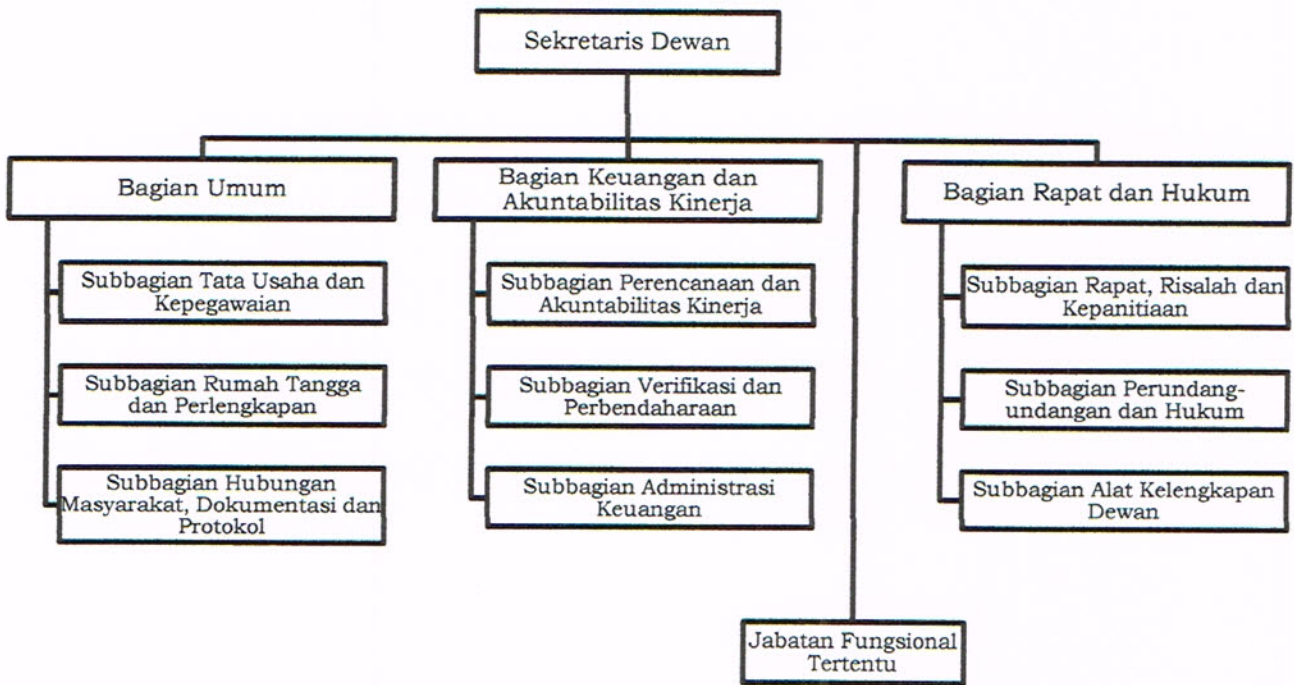 Sekretaris Dewan
Bagian Umum
Bagian Keuangan dan
Akuntabilitas Kinerja
Bagian Rapat dan Hukum
Subbagian Tata Usaha dan
Kepegawaian
Subbagian Perencanaan dan
Akuntabilitas Kinerja
Subbagian Rapat, Risalah dan
Kepanitiaan
Subbagian Rumah Tangga
dan Perlengkapan
Subbagian Verifikasi dan
Perbendaharaan
Subbagian Perundang-
undangan dan Hukum
Subbagian Hubungan
Masyarakat, Dokumentasi dan
Protokol
Subbagian Administrasi
Keuangan
Subbagian Alat Kelengkapan
Dewan
Jabatan Fungsional
Tertentu